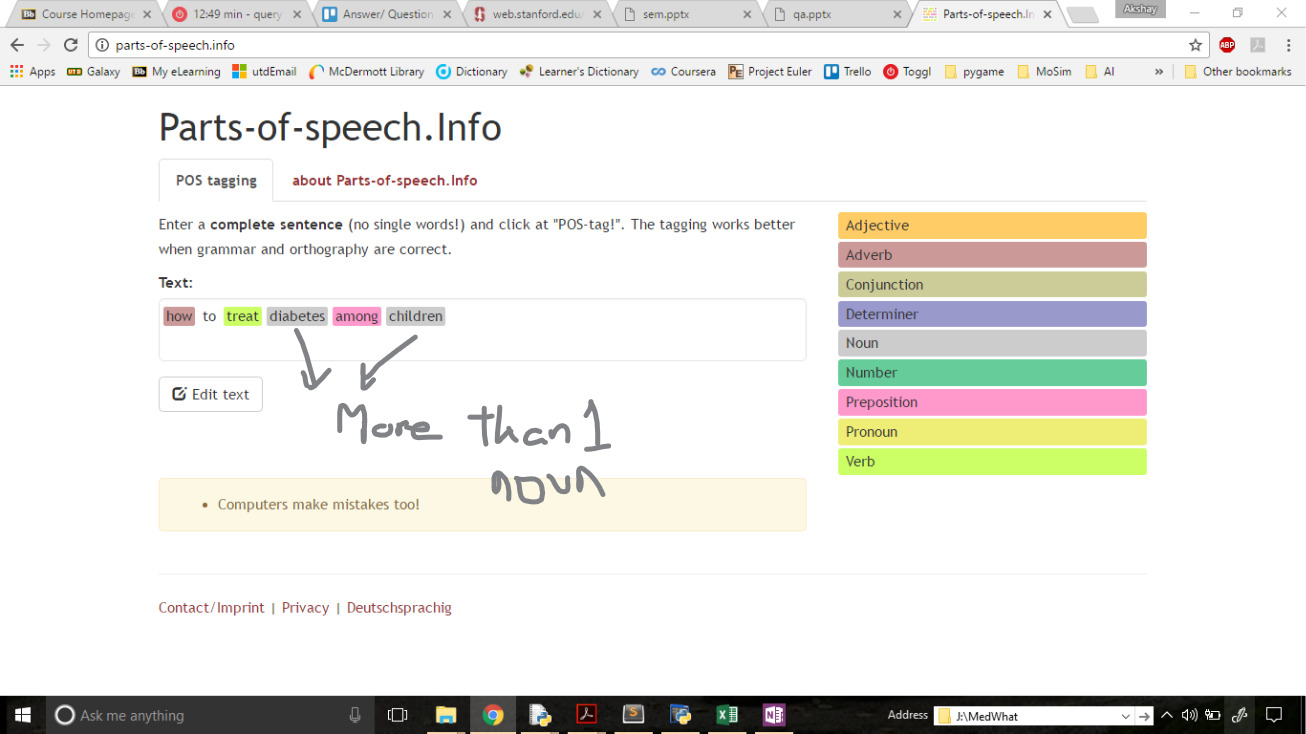 Course Homepage
12:49 min - query
Answer/ Question
web.stanford.edu/
sem.pptx
qa.pptx
Parts-of-speech.In
Akshay
parts-of-speech.info
ABP
Apps
Galaxy
My eLearning
utdEmail
McDermott Library
Dictionary
Learner's Dictionary
Coursera
Project Euler
Trello
Toggl
pygame
MoSim
AI
»
Other bookmarks
Parts-of-speech.Info
POS tagging
about Parts-of-speech.Info
Enter a complete sentence (no single words!) and click at "POS-tag!". The tagging works better
when grammar and orthography are correct.
Text:
how to treat diabetes among children
Edit text
More than 1
noun
Computers make mistakes too!
Adjective
Adverb
Conjunction
Determiner
Noun
Number
Preposition
Pronoun
Verb
Contact/Imprint | Privacy | Deutschsprachig
Ask me anything
Address
J:\MedWhat